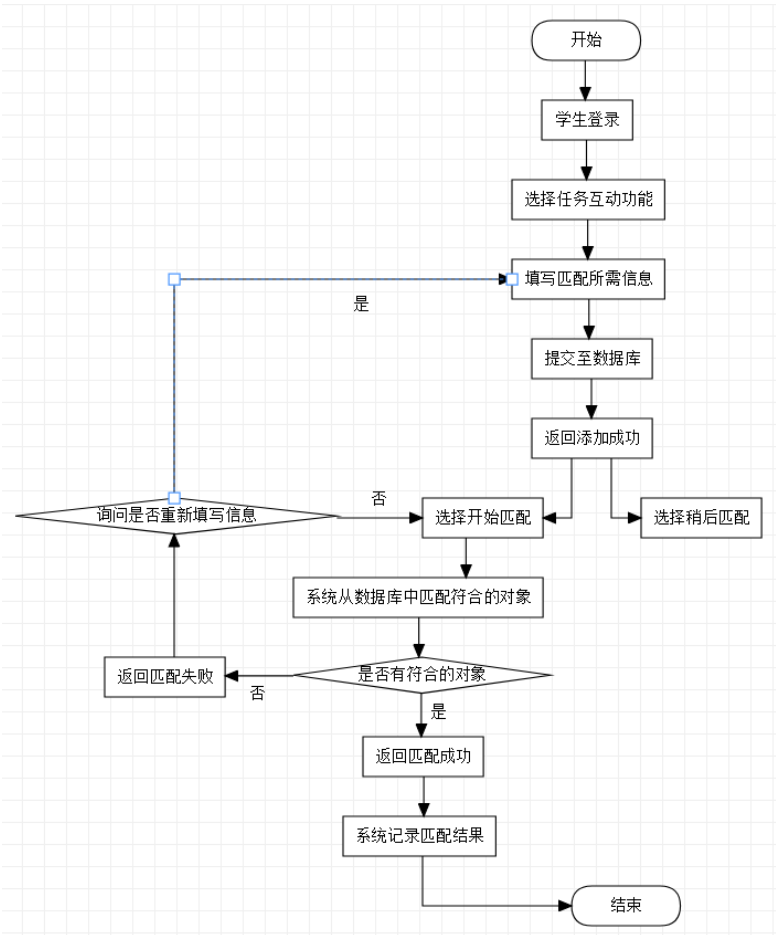 开始
学生登录
选择任务互动功能
填写匹配所需信息
是
提交至数据库
返回添加成功
询问是否重新填写信息
否
选择开始匹配
选择稍后匹配
系统从数据库中匹配符合的对象
是否有符合的对象
返回匹配失败
否
是
返回匹配成功
系统记录匹配结果
结束